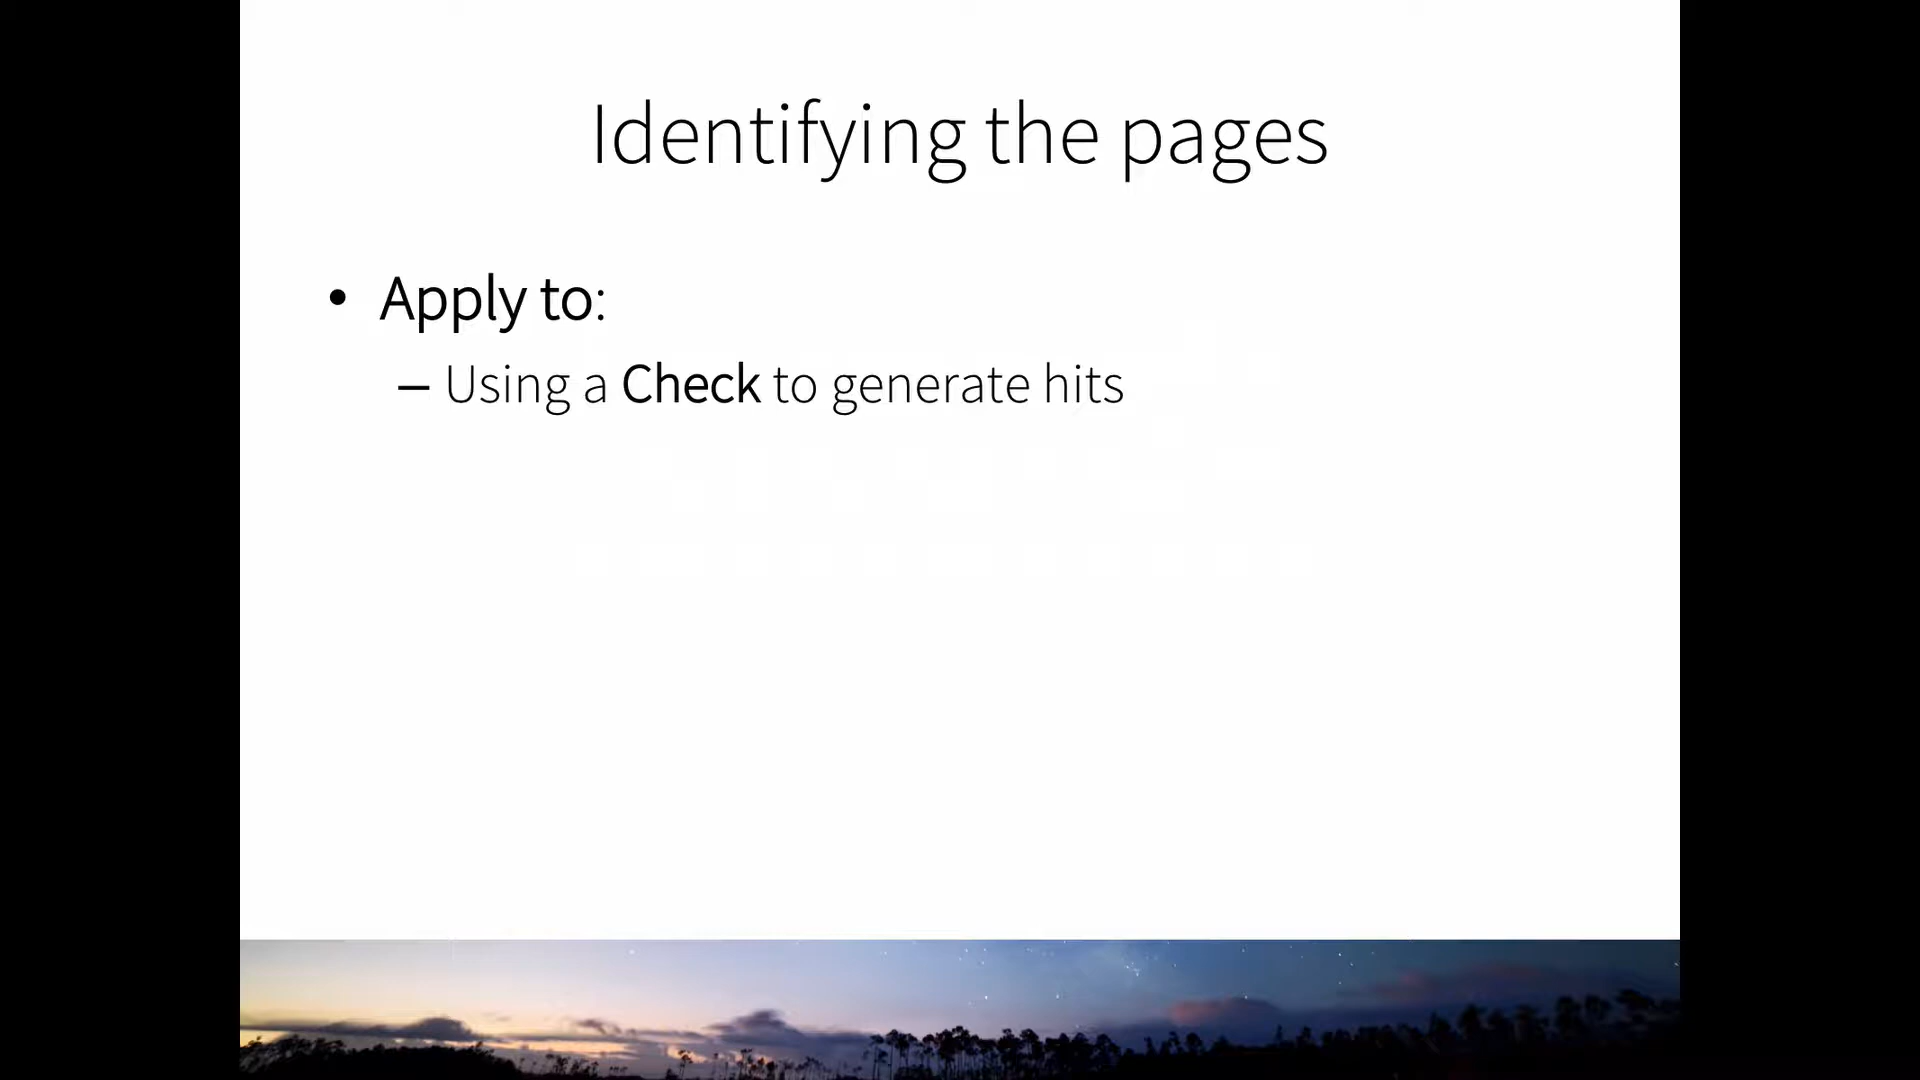 Identifying the pages
• Apply to:
– Using a Check to generate hits